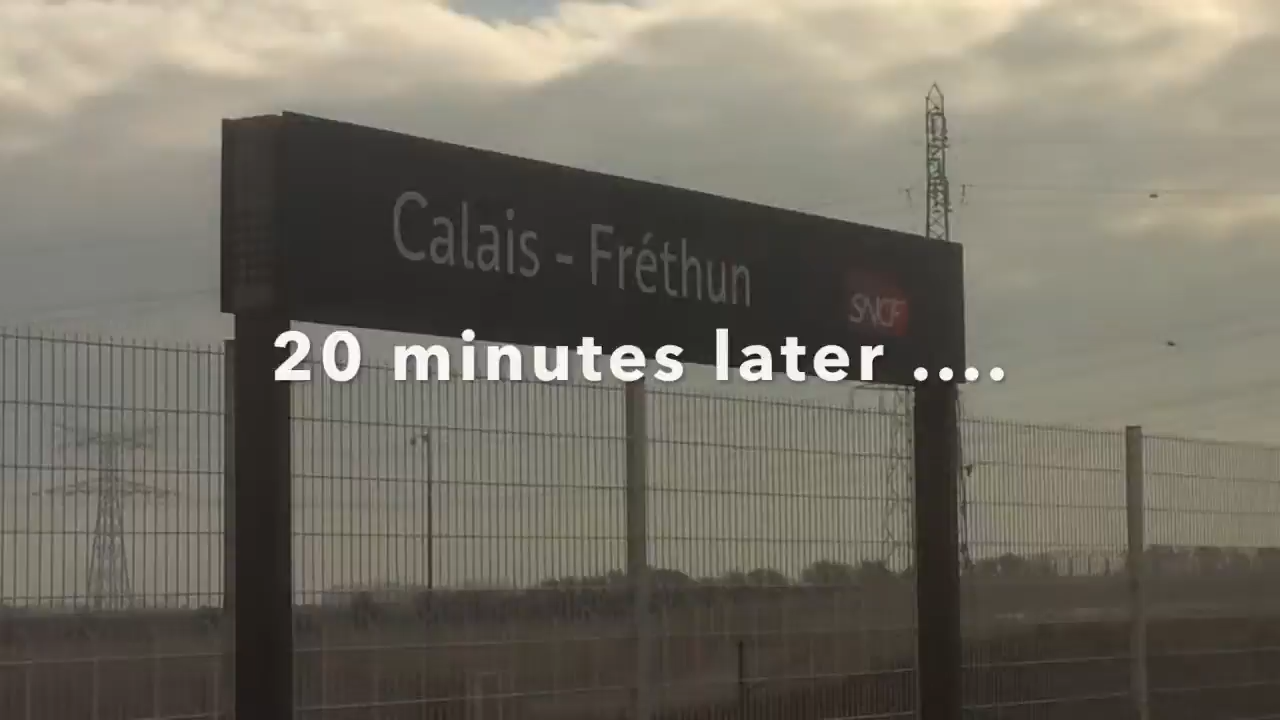 Calais - Fréthun
SNCF
20 minutes later ....